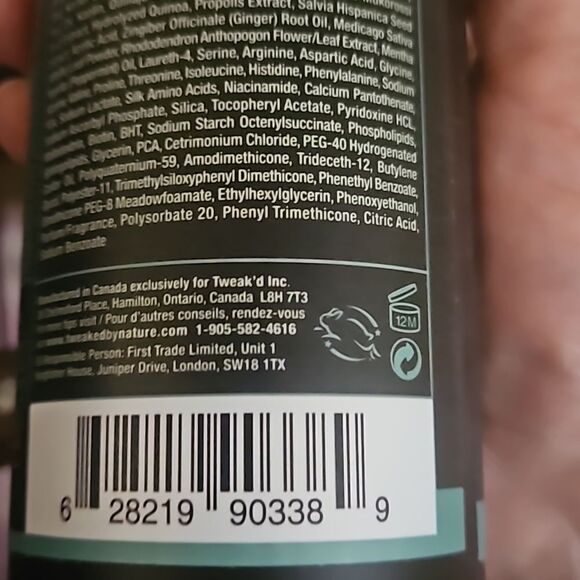 Hydrolyzed Quinoa, Propolis Extract, Salvia Hispanica Seed
Acid, Zingiber Officinale (Ginger) Root Oil, Medicago Sativa
Rhododendron Anthopogon Flower/Leaf Extract, Mentha
Oil, Laureth-4, Serine, Arginine, Aspartic Acid, Glycine,
Proline, Threonine, Isoleucine, Histidine, Phenylalanine, Sodium
Lactate, Silk Amino Acids, Niacinamide, Calcium Pantothenate,
Phosphate, Silica, Tocopheryl Acetate, Pyridoxine HCL,
Biotin, BHT, Sodium Starch Octenylsuccinate, Phospholipids,
Glycerin, PCA, Cetrimonium Chloride, PEG-40 Hydrogenated
Oil, Polyquaternium-59, Amodimethicone, Trideceth-12, Butylene
Trimethylsiloxyphenyl Dimethicone, Phenethyl Benzoate,
PEG-8 Meadowfoamate, Ethylhexylglycerin, Phenoxyethanol,
Fragrance, Polysorbate 20, Phenyl Trimethicone, Citric Acid,
Benzoate
in Canada exclusively for Tweak'd Inc.
Place, Hamilton, Ontario, Canada L8H 7T3
tips visit / Pour d'autres conseils, rendez-vous
www.tweakedbynature.com 1-905-582-4616
Person: First Trade Limited, Unit 1
House, Juniper Drive, London, SW18 1TX
12M
6 28219 90338 9